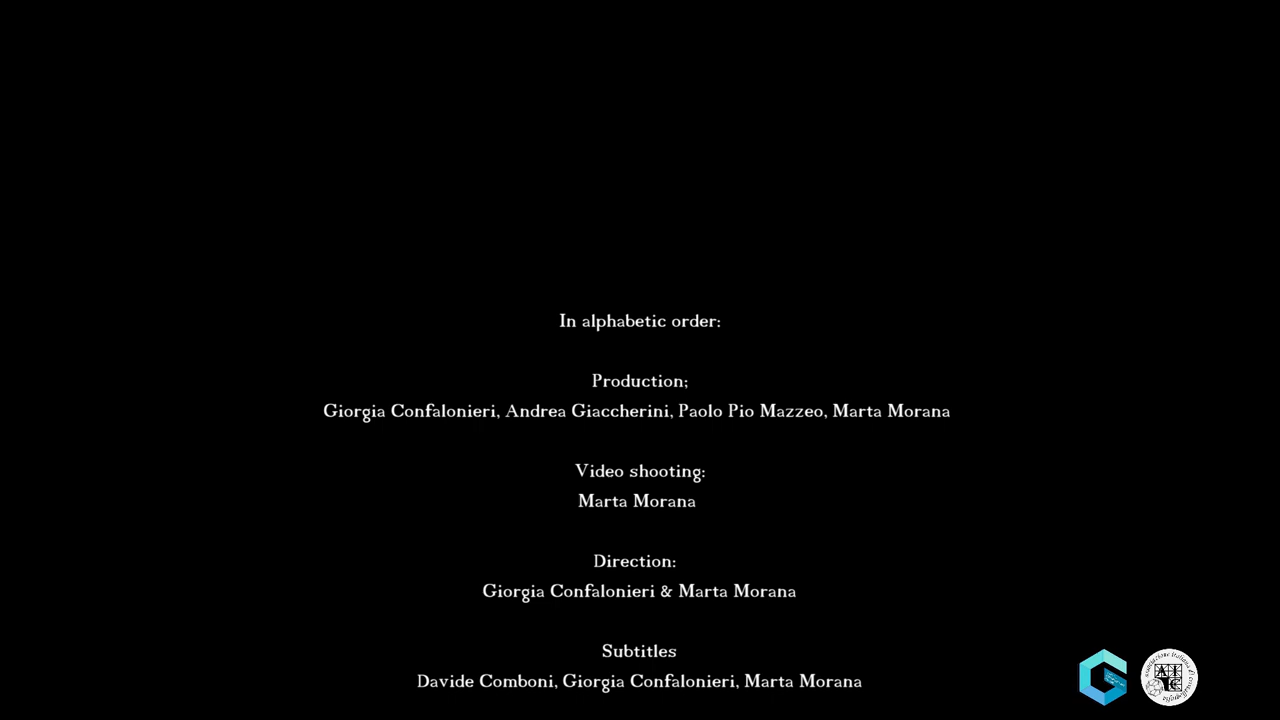 In alphabetic order:
Production;
Giorgia Confalonieri, Andrea Giaccherini, Paolo Pio Mazzeo, Marta Morana
Video shooting:
Marta Morana
Direction:
Giorgia Confalonieri & Marta Morana
Subtitles
Davide Comboni, Giorgia Confalonieri, Marta Morana